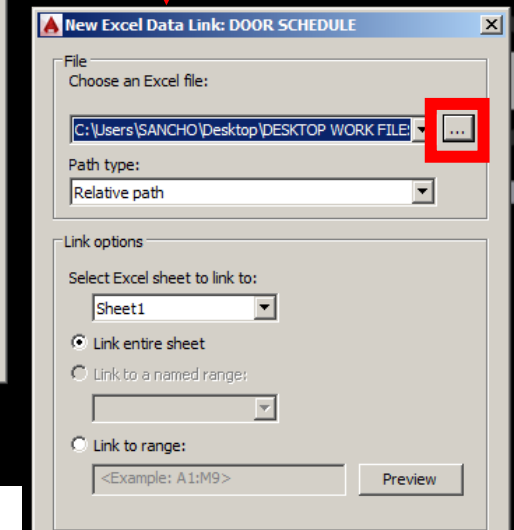 New Excel Data Link: DOOR SCHEDULE
File
Choose an Excel file:
C:\Users\SANCHO\Desktop\DESKTOP WORK FILE
...
Path type:
Relative path
Link options
Select Excel sheet to link to:
Sheet1
Link entire sheet
Link to a named range:
Link to range:
<Example: A1:M9>
Preview